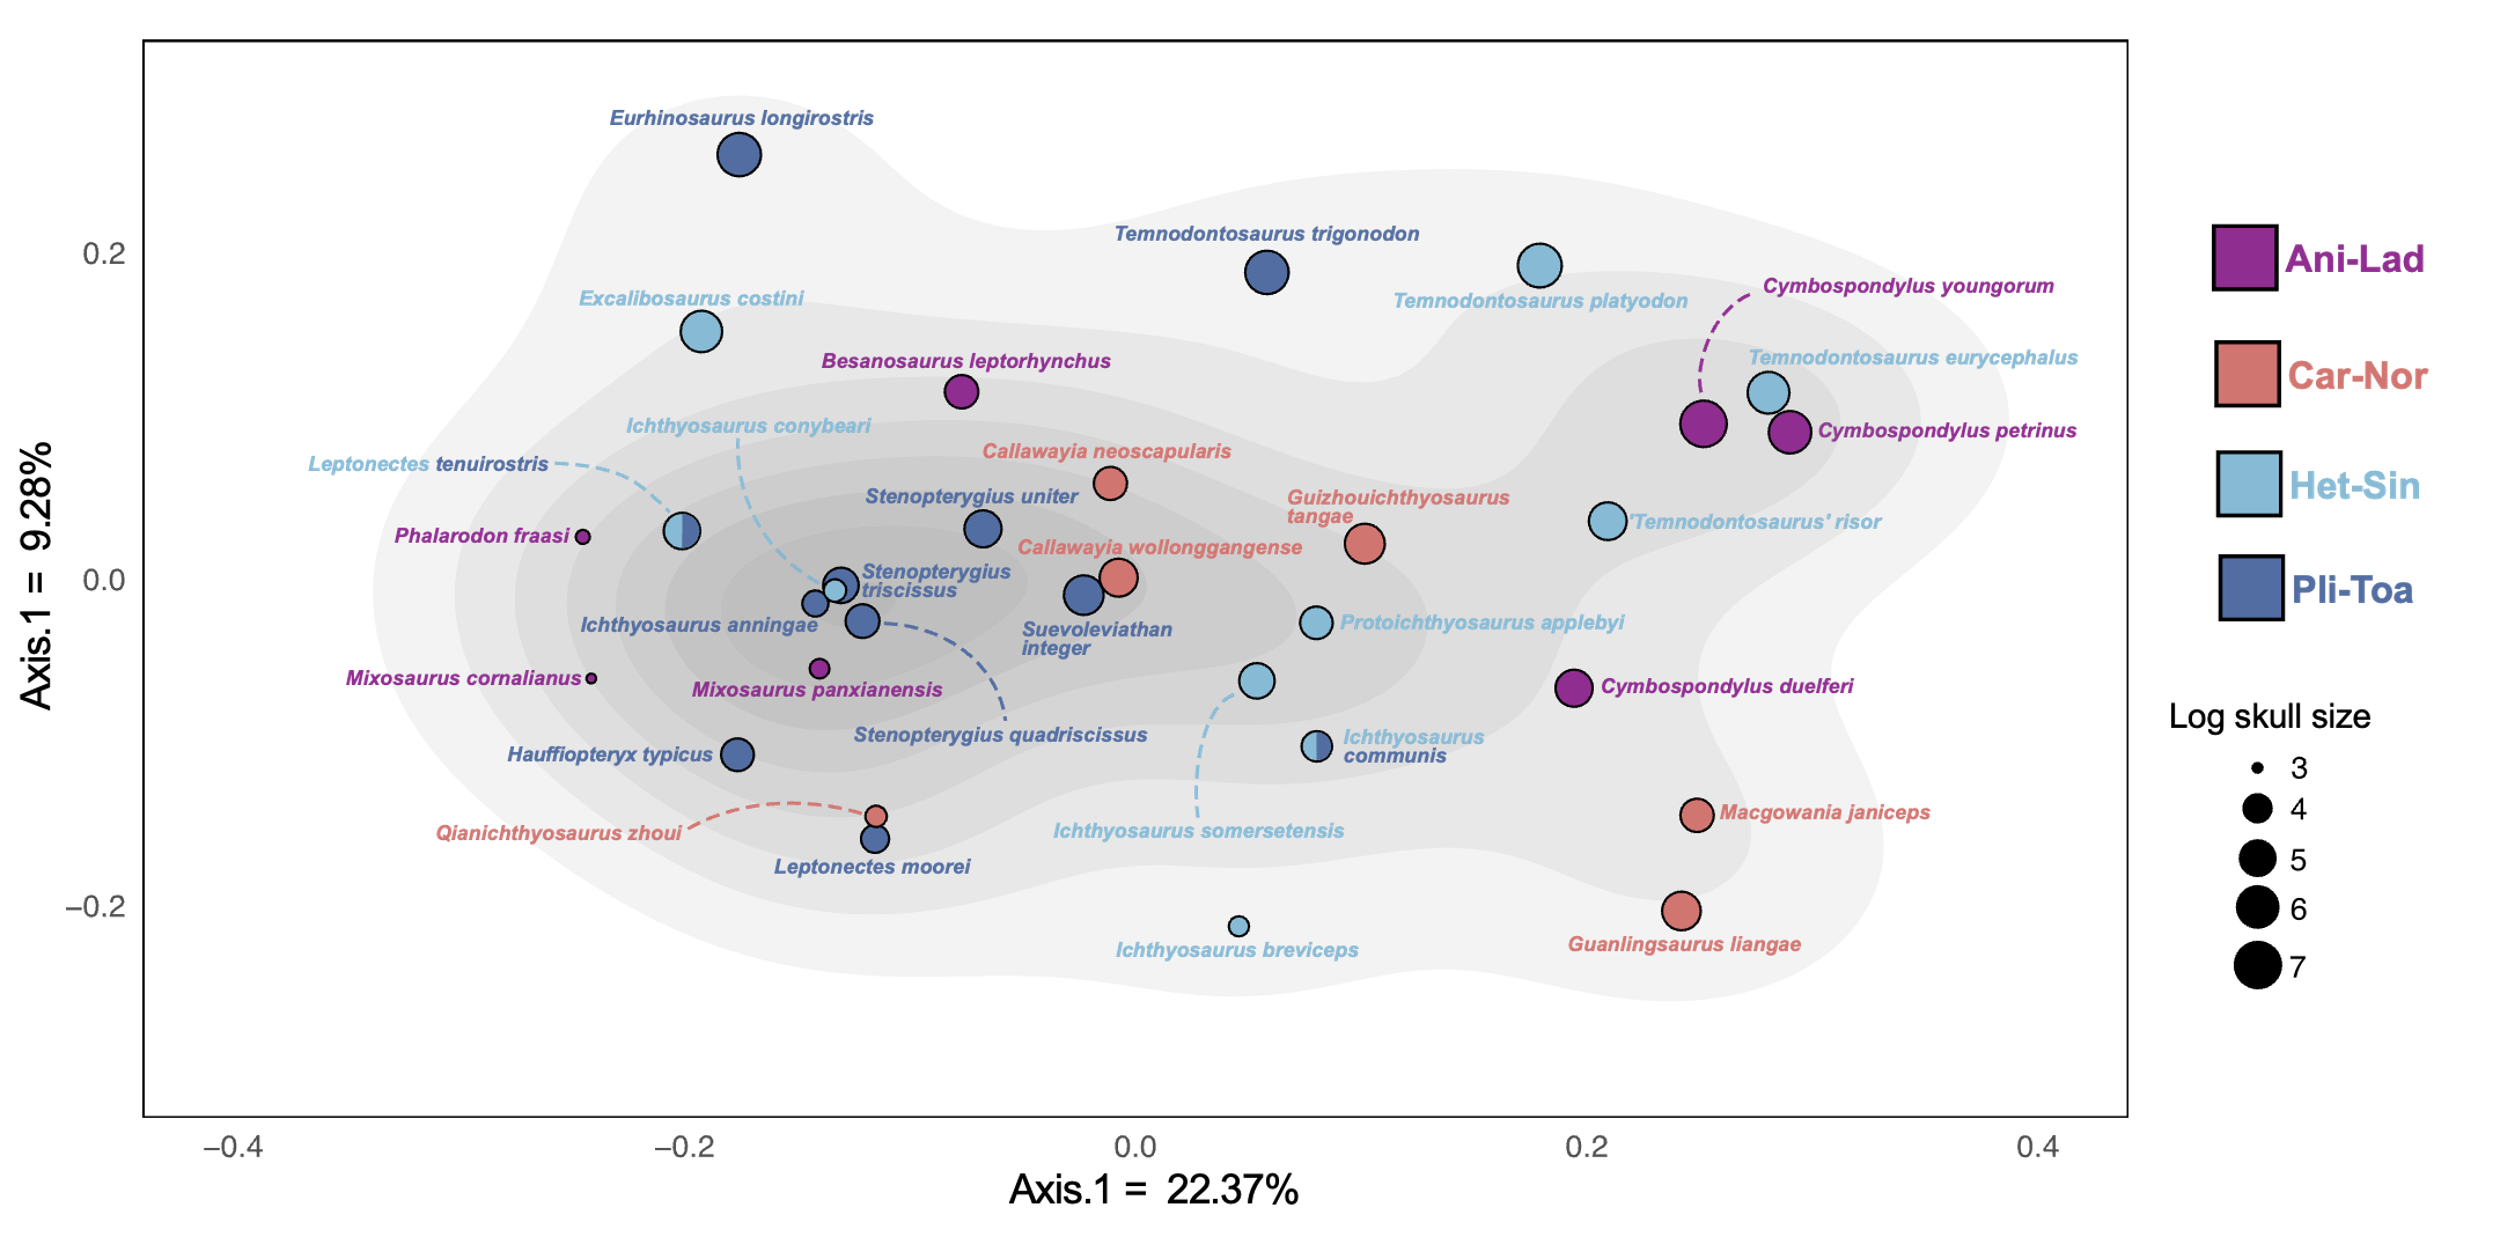 Eurhinosaurus longirostris
Temnodontosaurus trigonodon
Excalibosaurus costini
Temnodontosaurus platyodon
Cymbospondylus youngorum
Besanosaurus leptorhynchus
Temnodontosaurus eurycephalus
Ichthyosaurus conybeari
Cymbospondylus petrinus
Leptonectes tenuirostris
Callawayia neoscapularis
Stenopterygius uniter
Guizhouichthyosaurus
tangae
'Temnodontosaurus' risor
Phalarodon fraasi
Callawayia wollonggangense
Stenopterygius
triscissus
Ichthyosaurus anningae
Suevoleviathan
integer
Protoichthyosaurus applebyi
Mixosaurus cornalianus
Mixosaurus panxianensis
Cymbospondylus duelferi
Stenopterygius quadriscissus
Ichthyosaurus
communis
Hauffiopteryx typicus
Qianichthyosaurus zhoui
Ichthyosaurus somersetensis
Macgowania janiceps
Leptonectes moorei
Ichthyosaurus breviceps
Guanlingsaurus liangae
Axis.1 = 9.28%
0.2
0.0
−0.2
−0.4
−0.2
0.0
0.2
0.4
Axis.1 = 22.37%
Ani-Lad
Car-Nor
Het-Sin
Pli-Toa
Log skull size
3
4
5
6
7